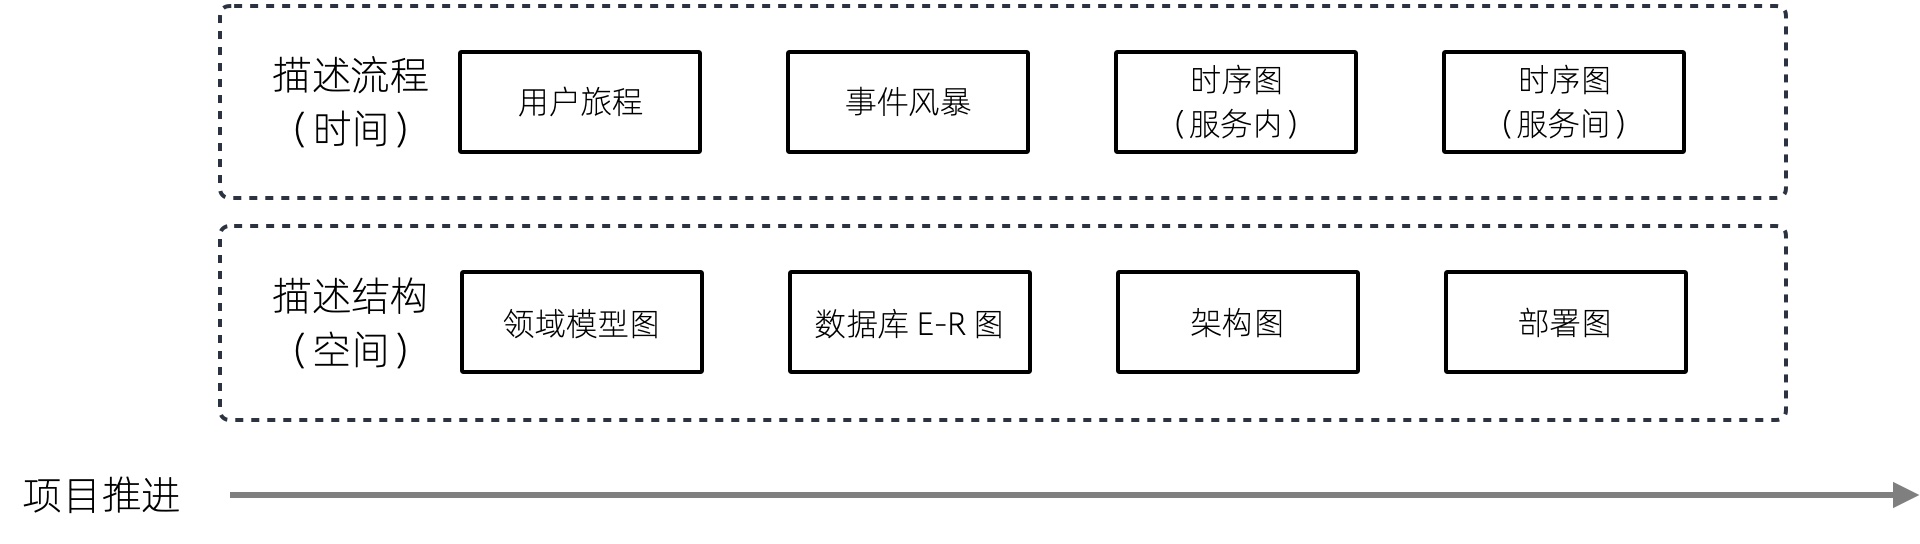 描述流程
（时间）
用户旅程
事件风暴
时序图
（服务内）
时序图
（服务间）
描述结构
（空间）
领域模型图
数据库 E-R 图
架构图
部署图
项目推进